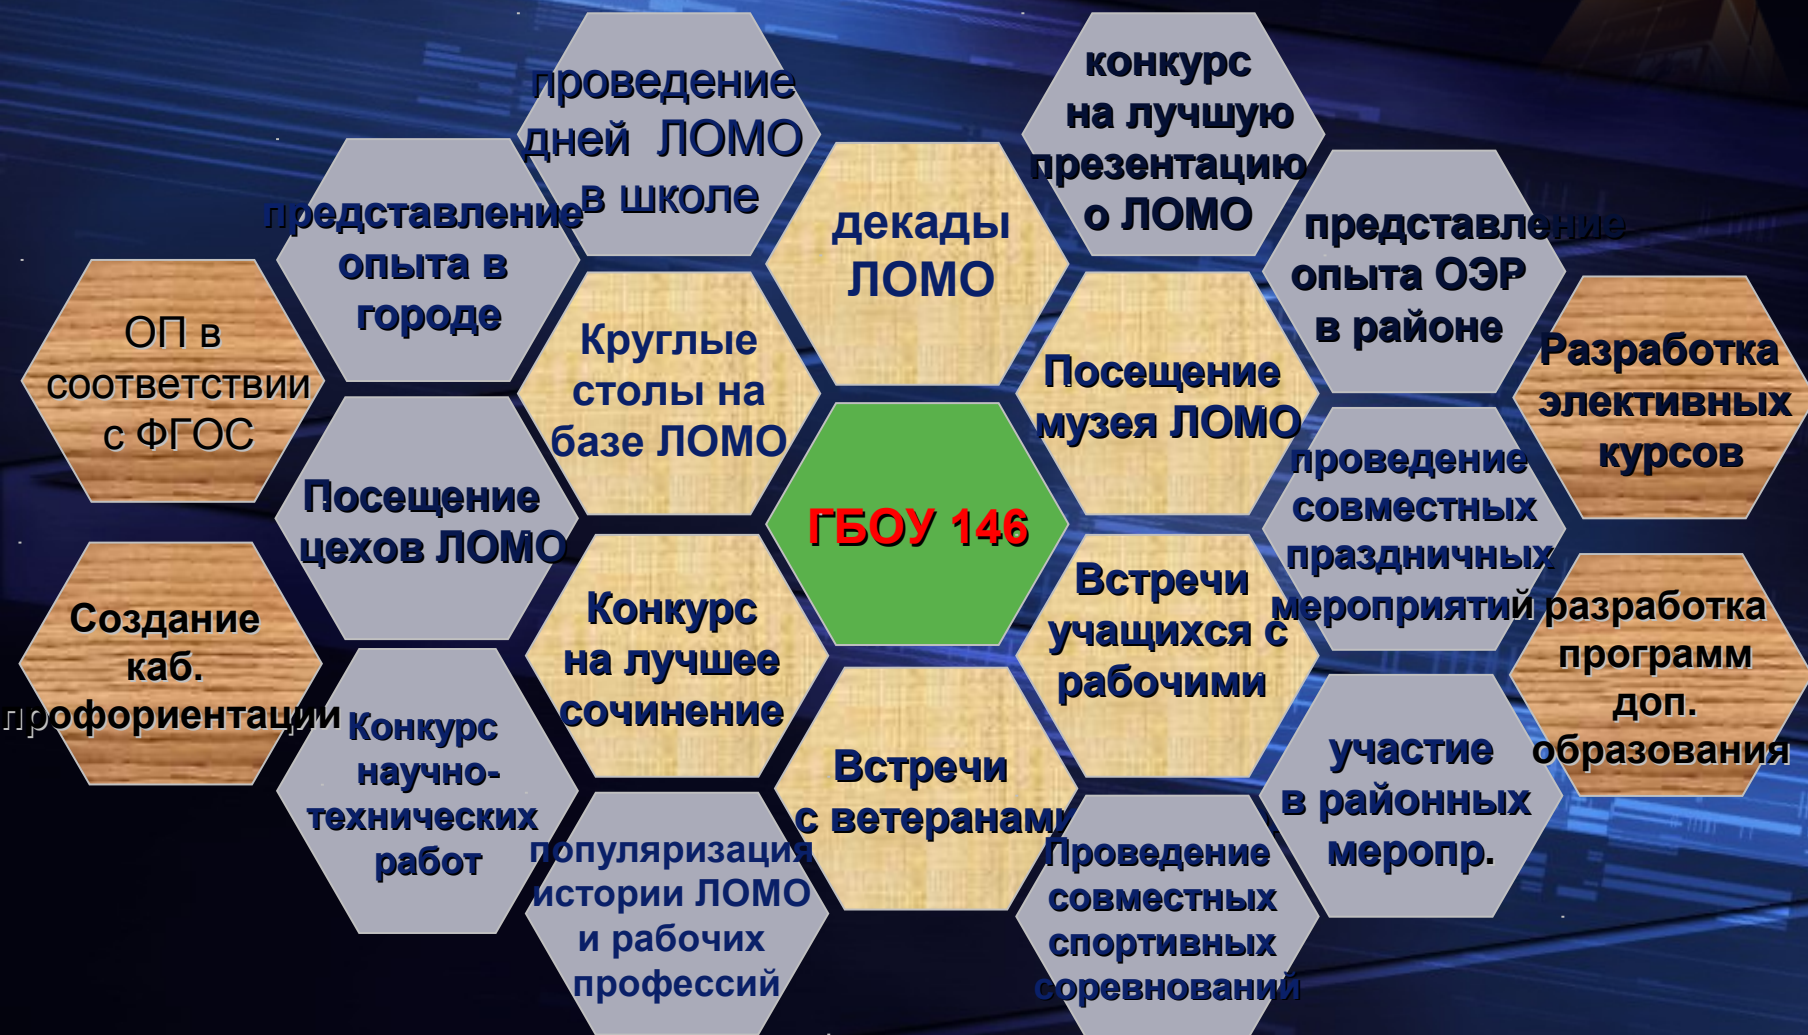 проведение
дней ЛОМО
в школе
конкурс
на лучшую
презентацию
о ЛОМО
представление
опыта в
городе
декады
ЛОМО
представление
опыта ОЭР
в районе
ОП в
соответствии
с ФГОС
Круглые
столы на
базе ЛОМО
Посещение
музея ЛОМО
Разработка
элективных
курсов
Посещение
цехов ЛОМО
ГБОУ 146
проведение
совместных
праздничных
мероприятий
Создание
каб.
профориентации
Конкурс
на лучшее
сочинение
Встречи
учащихся с
рабочими
разработка
программ
доп.
образования
Конкурс
научно-
технических
работ
Встречи
с ветеранами
участие
в районных
меропр.
популяризация
истории ЛОМО
и рабочих
профессий
Проведение
совместных
спортивных
соревнований